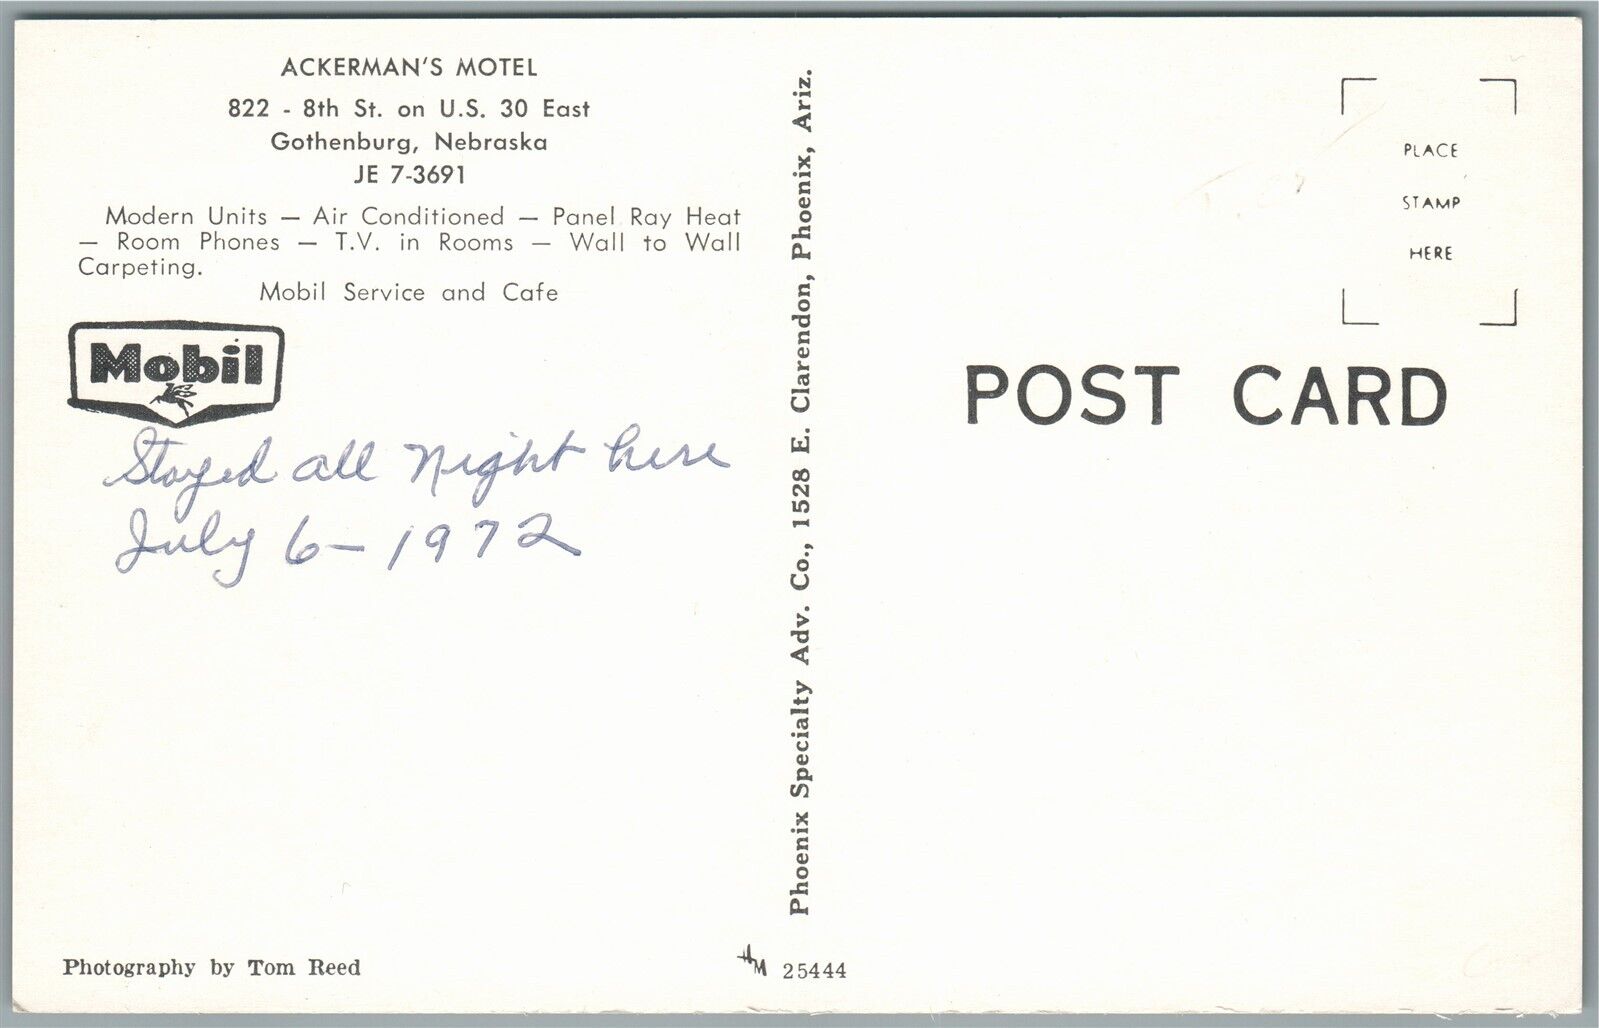 ACKERMAN'S MOTEL
822 - 8th St. on U.S. 30 East
Gothenburg, Nebraska
JE 7-3691
Modern Units — Air Conditioned — Panel Ray Heat
— Room Phones — T.V. in Rooms — Wall to Wall
Carpeting.
Mobil Service and Cafe
Mobil
Stayed all Night here
July 6-1972
Photography by Tom Reed
Phoenix Specialty Adv. Co., 1528 E. Clarendon, Phoenix, Ariz.
HM 25444
PLACE
STAMP
HERE
POST CARD